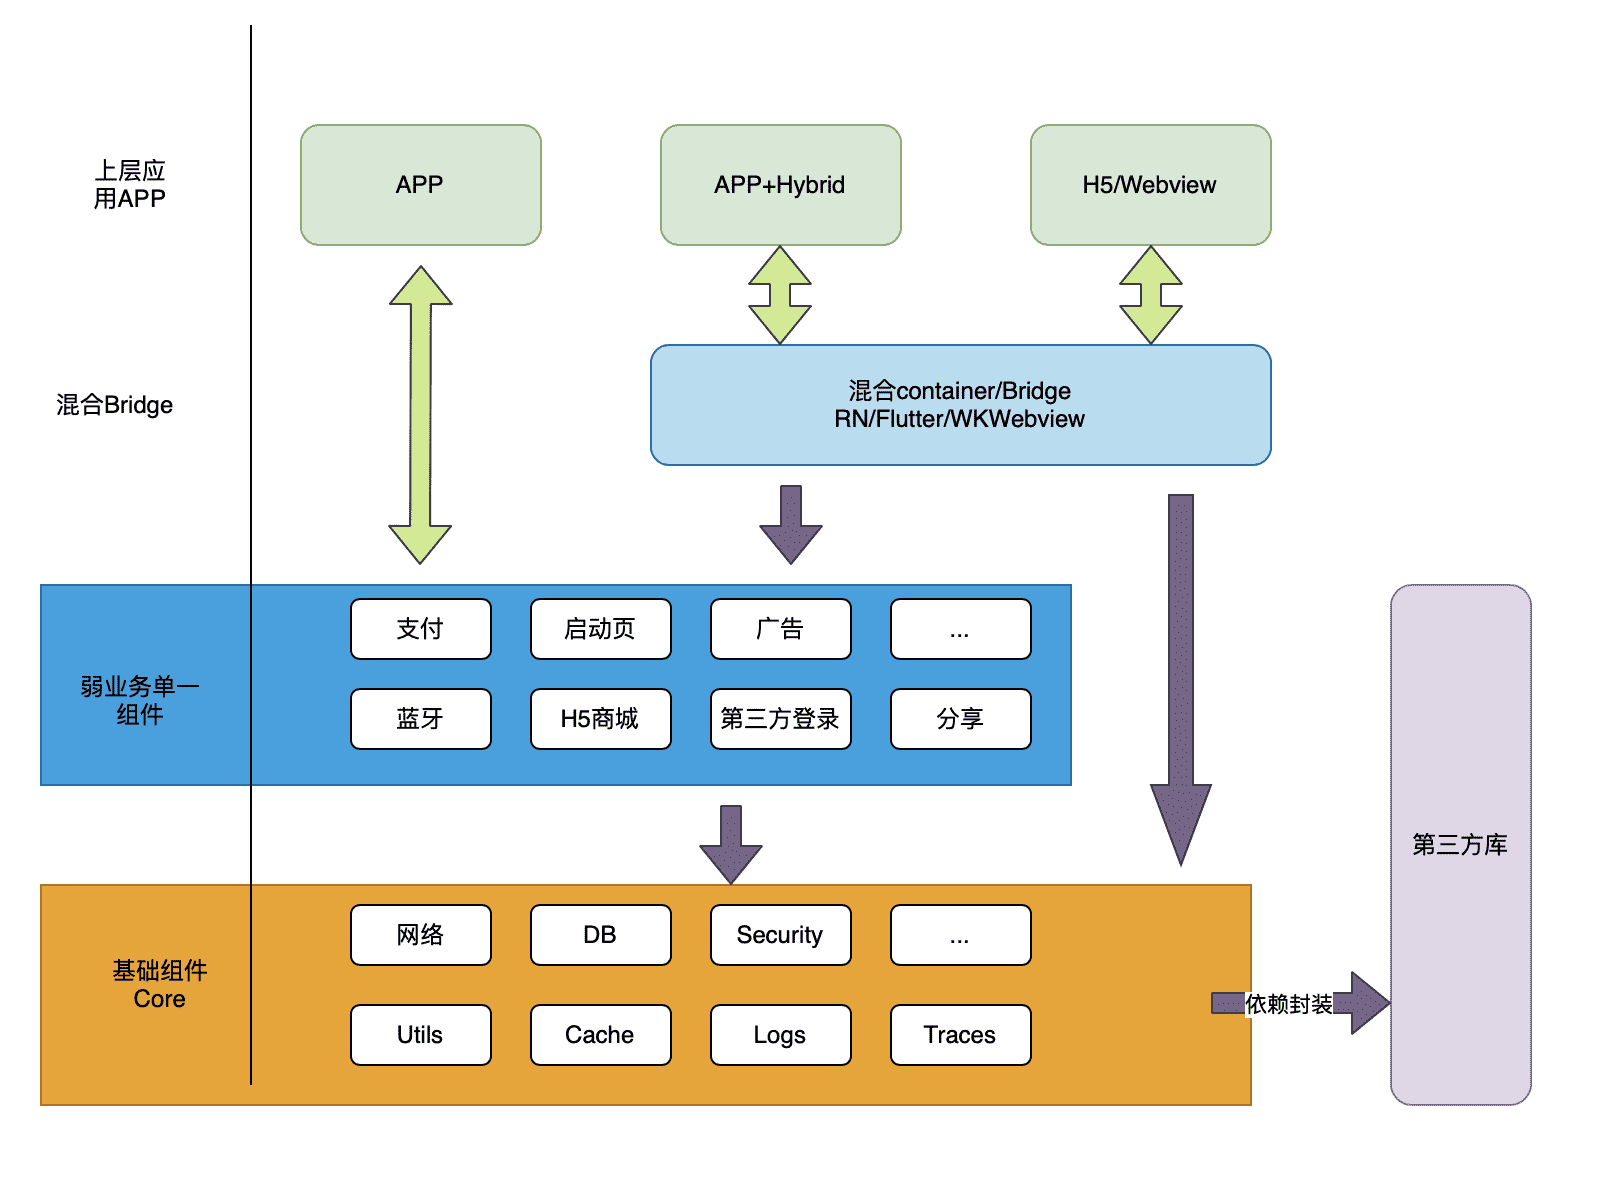 上层应
用APP
APP
APP+Hybrid
H5/Webview
混合Bridge
混合container/Bridge
RN/Flutter/WKWebview
弱业务单一
组件
支付
启动页
广告
...
蓝牙
H5商城
第三方登录
分享
第三方库
基础组件
Core
网络
DB
Security
...
依赖封装
Utils
Cache
Logs
Traces